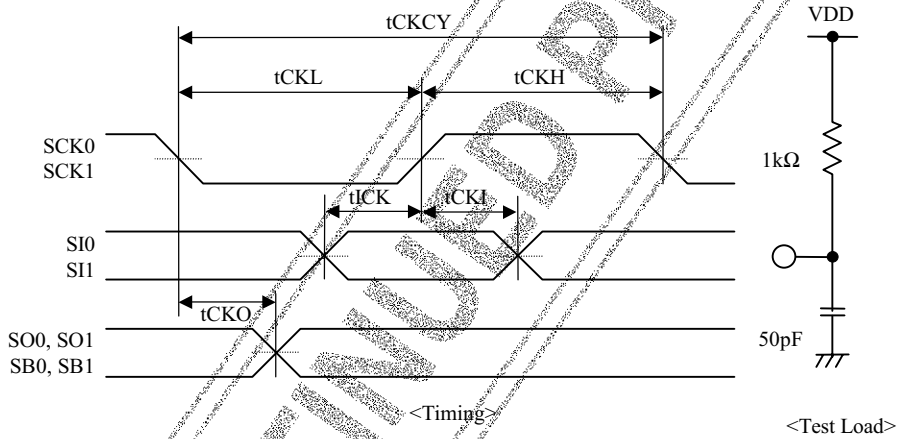 tCKCY
VDD
tCKL
tCKH
SCK0
SCK1
1kΩ
tICK
tCKI
SI0
SI1
tCKO
SO0, SO1
SB0, SB1
50pF
<Timing>
<Test Load>
INUED P